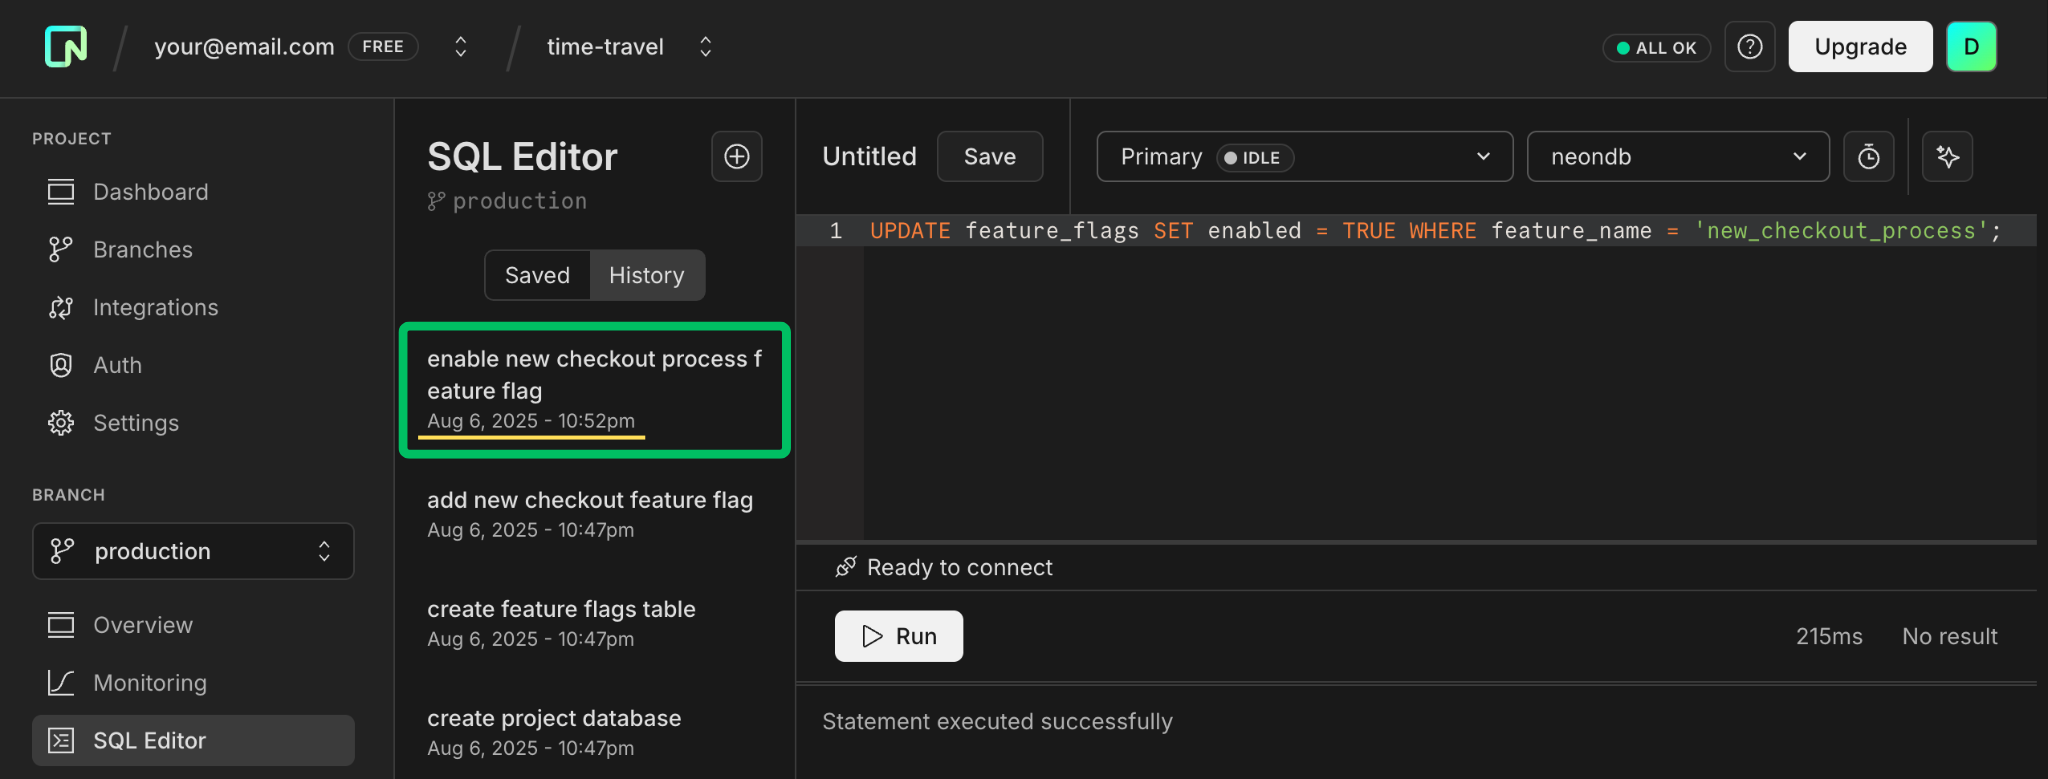 your@email.com FREE
time-travel
ALL OK
Upgrade
D
PROJECT
Dashboard
Branches
Integrations
Auth
Settings
BRANCH
production
Overview
Monitoring
SQL Editor
SQL Editor
production
Saved
History
enable new checkout process f
eature flag
Aug 6, 2025 - 10:52pm
add new checkout feature flag
Aug 6, 2025 - 10:47pm
create feature flags table
Aug 6, 2025 - 10:47pm
create project database
Aug 6, 2025 - 10:47pm
Untitled
Save
Primary IDLE
neondb
1 UPDATE feature_flags SET enabled = TRUE WHERE feature_name = 'new_checkout_process';
Ready to connect
Run
215ms
No result
Statement executed successfully